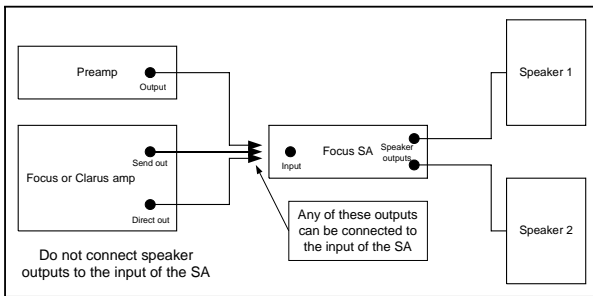 Preamp
Output
Focus or Clarus amp
Send out
Direct out
Do not connect speaker
outputs to the input of the SA
Input
Focus SA
Speaker
outputs
Any of these outputs
can be connected to
the input of the SA
Speaker 1
Speaker 2